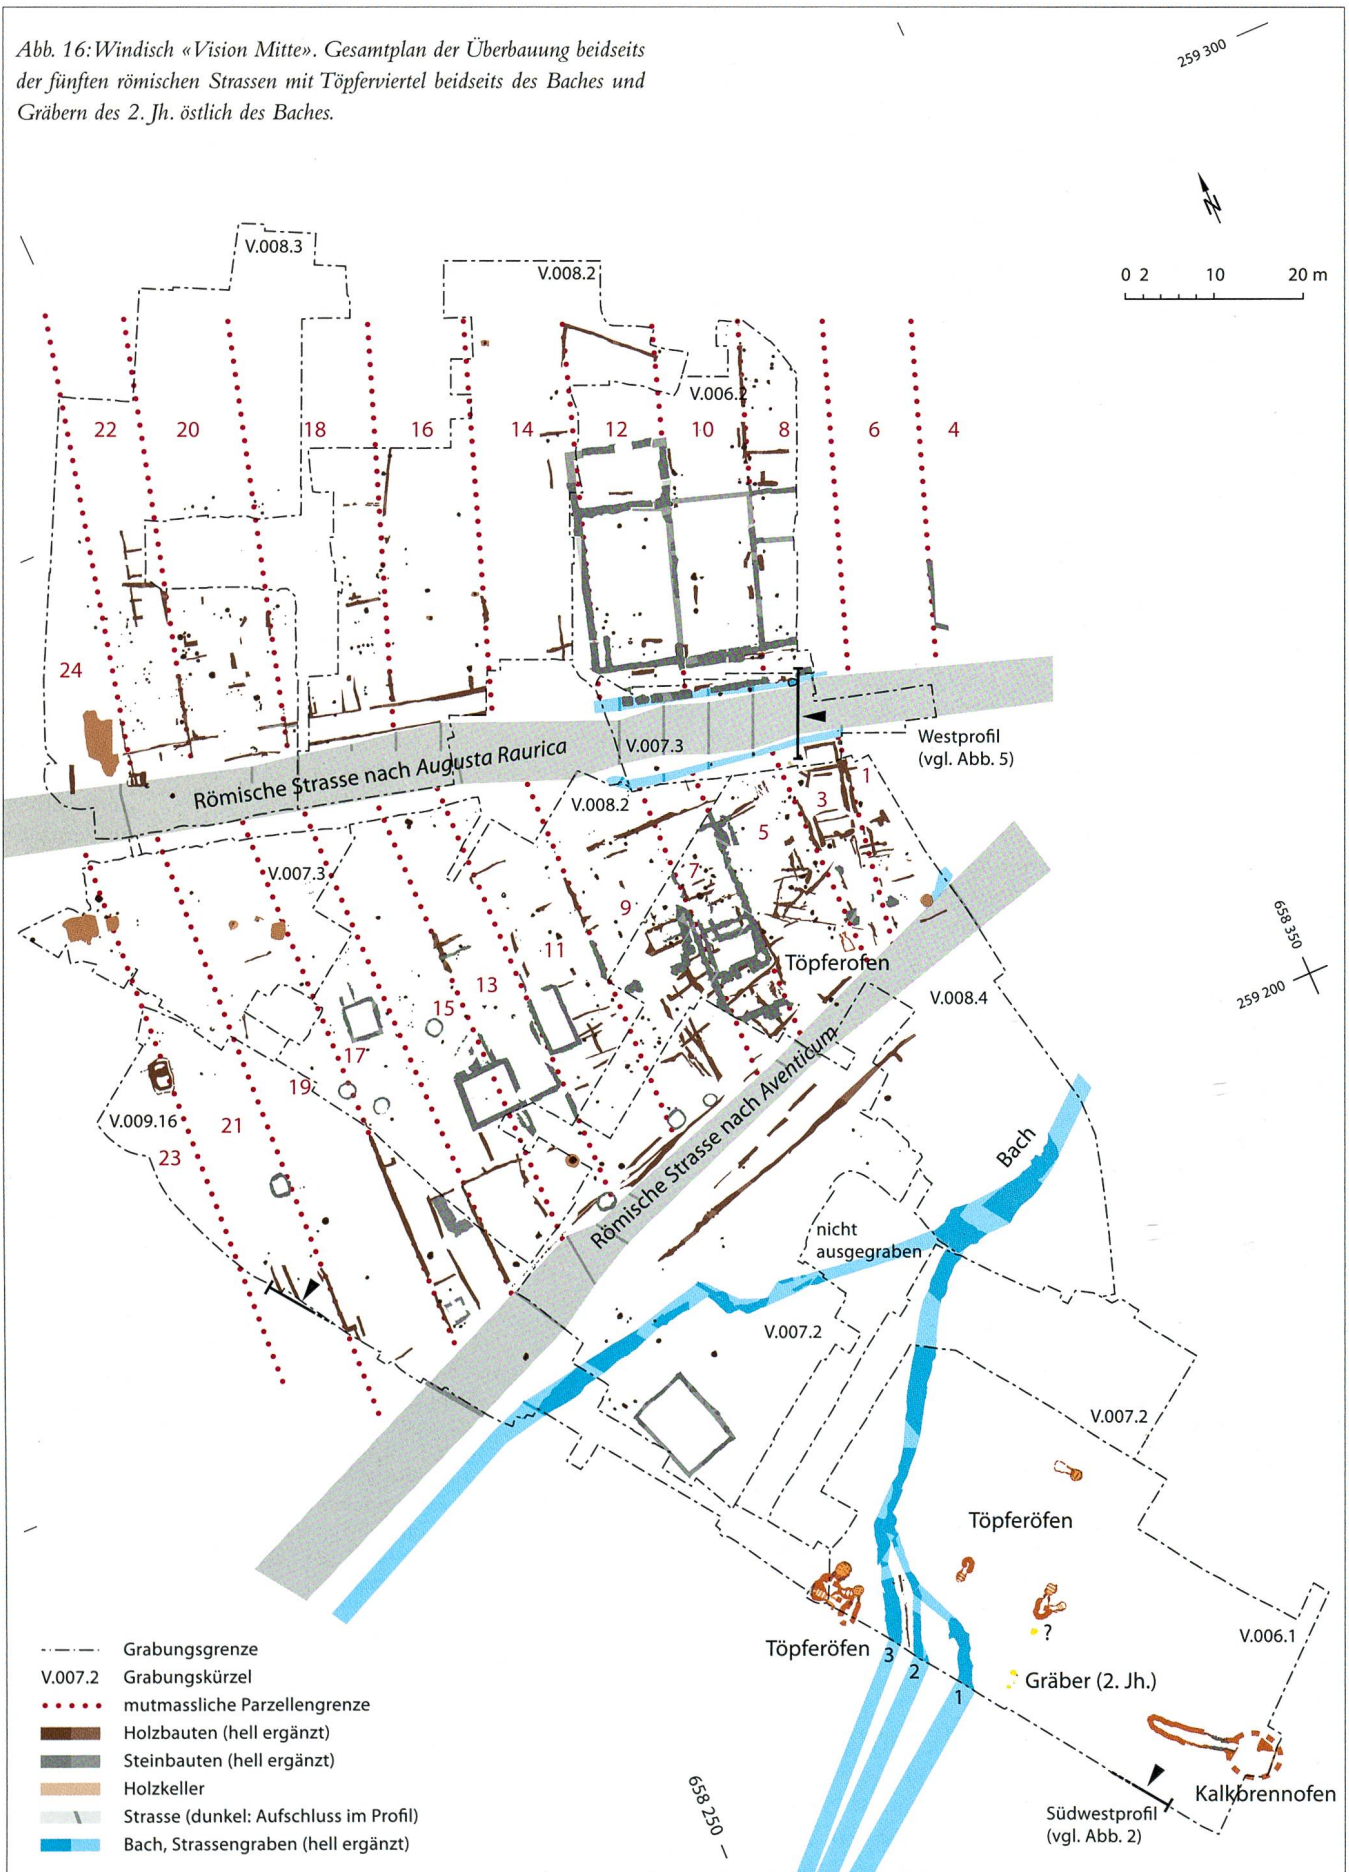 Abb. 16: Windisch «Vision Mitte». Gesamtplan der Überbauung beidseits
der fünften römischen Strassen mit Töpferviertel beidseits des Baches und
Gräbern des 2. Jh. östlich des Baches.
259 300
N
0 2 10 20 m
V.008.3
V.008.2
V.006.2
22 20 18 16 14 12 10 8 6 4
24
Römische Strasse nach Augusta Raurica
V.007.3
Westprofil
(vgl. Abb. 5)
V.008.2
1
3
5
V.007.3
7
9
11
13
15
17
19
21
23
Töpferofen
V.008.4
658 350
259 200
V.009.16
Römische Strasse nach Aventicum
Bach
nicht
ausgegraben
V.007.2
V.007.2
Töpferöfen
?
Töpferöfen
3
2
1
Gräber (2. Jh.)
V.006.1
Kalkbrennofen
Südwestprofil
(vgl. Abb. 2)
658 250
Grabungsgrenze
V.007.2 Grabungskürzel
mutmassliche Parzellengrenze
Holzbauten (hell ergänzt)
Steinbauten (hell ergänzt)
Holzkeller
Strasse (dunkel: Aufschluss im Profil)
Bach, Strassengraben (hell ergänzt)